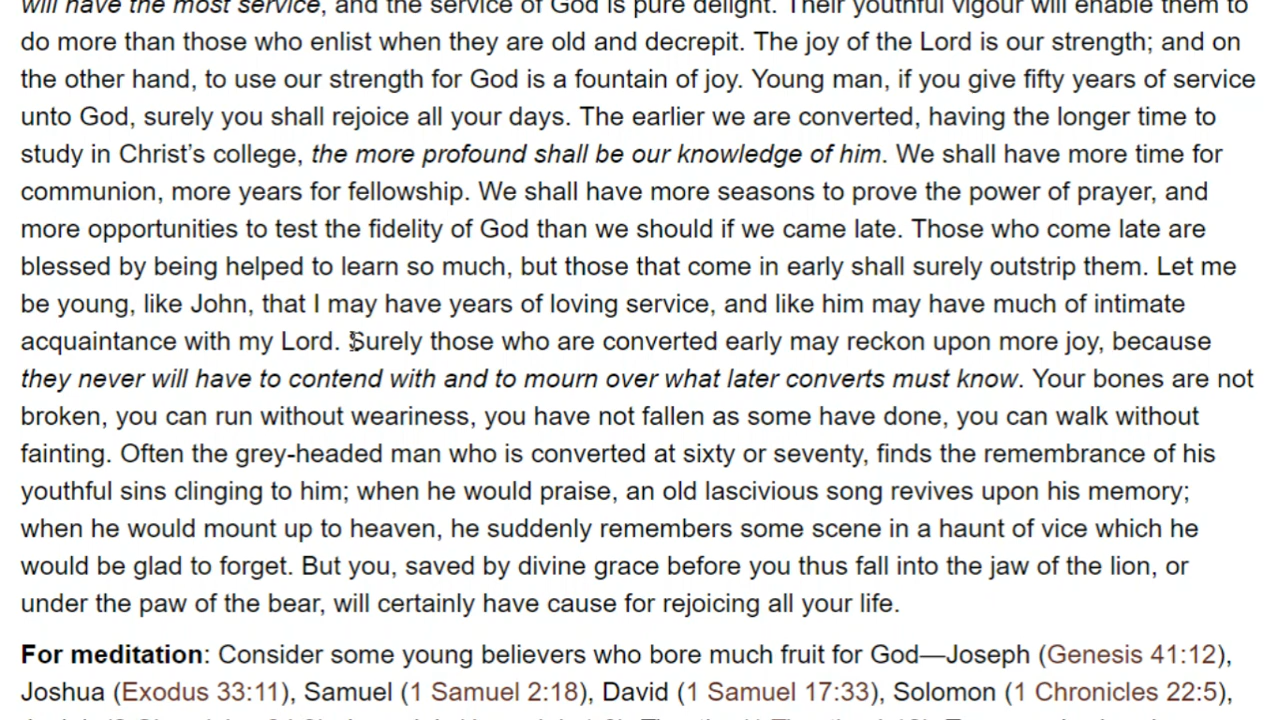 will have the most service, and the service of God is pure delight. Their youthful vigour will enable them to
do more than those who enlist when they are old and decrepit. The joy of the Lord is our strength; and on
the other hand, to use our strength for God is a fountain of joy. Young man, if you give fifty years of service
unto God, surely you shall rejoice all your days. The earlier we are converted, having the longer time to
study in Christ’s college, the more profound shall be our knowledge of him. We shall have more time for
communion, more years for fellowship. We shall have more seasons to prove the power of prayer, and
more opportunities to test the fidelity of God than we should if we came late. Those who come late are
blessed by being helped to learn so much, but those that come in early shall surely outstrip them. Let me
be young, like John, that I may have years of loving service, and like him may have much of intimate
acquaintance with my Lord. Surely those who are converted early may reckon upon more joy, because
they never will have to contend with and to mourn over what later converts must know. Your bones are not
broken, you can run without weariness, you have not fallen as some have done, you can walk without
fainting. Often the grey-headed man who is converted at sixty or seventy, finds the remembrance of his
youthful sins clinging to him; when he would praise, an old lascivious song revives upon his memory;
when he would mount up to heaven, he suddenly remembers some scene in a haunt of vice which he
would be glad to forget. But you, saved by divine grace before you thus fall into the jaw of the lion, or
under the paw of the bear, will certainly have cause for rejoicing all your life.
For meditation: Consider some young believers who bore much fruit for God—Joseph (Genesis 41:12),
Joshua (Exodus 33:11), Samuel (1 Samuel 2:18), David (1 Samuel 17:33), Solomon (1 Chronicles 22:5),